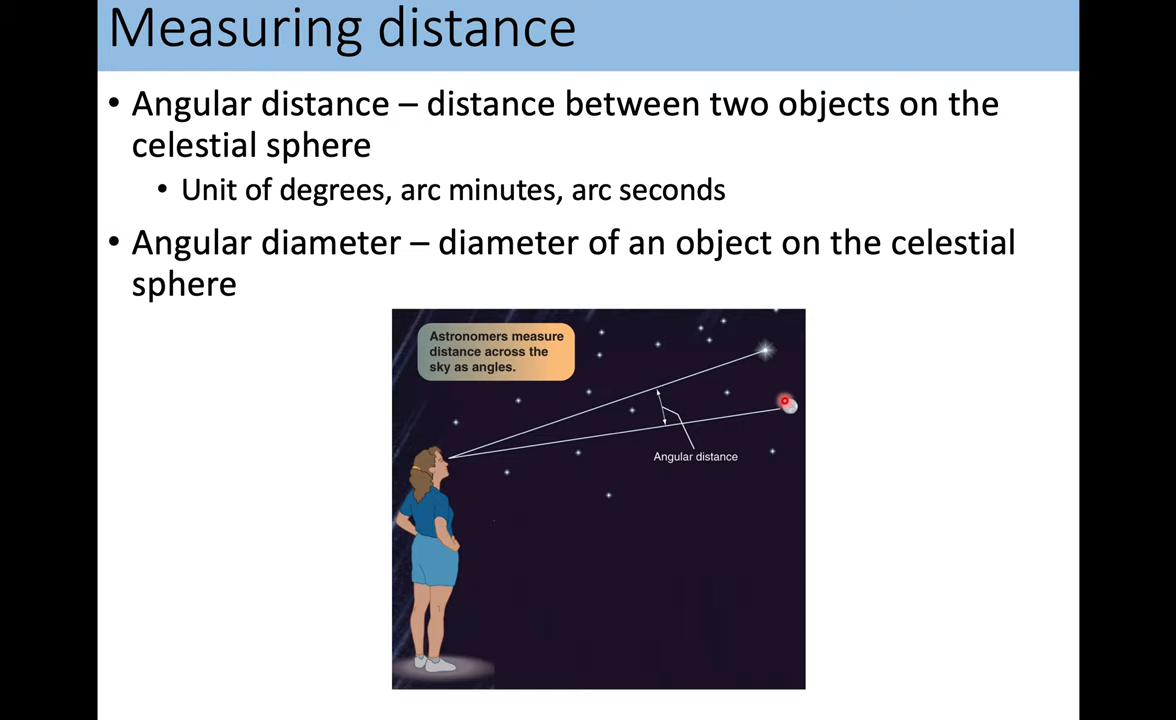 Measuring distance
• Angular distance – distance between two objects on the
celestial sphere
• Unit of degrees, arc minutes, arc seconds
• Angular diameter – diameter of an object on the celestial
sphere
Astronomers measure
distance across the
sky as angles.
Angular distance